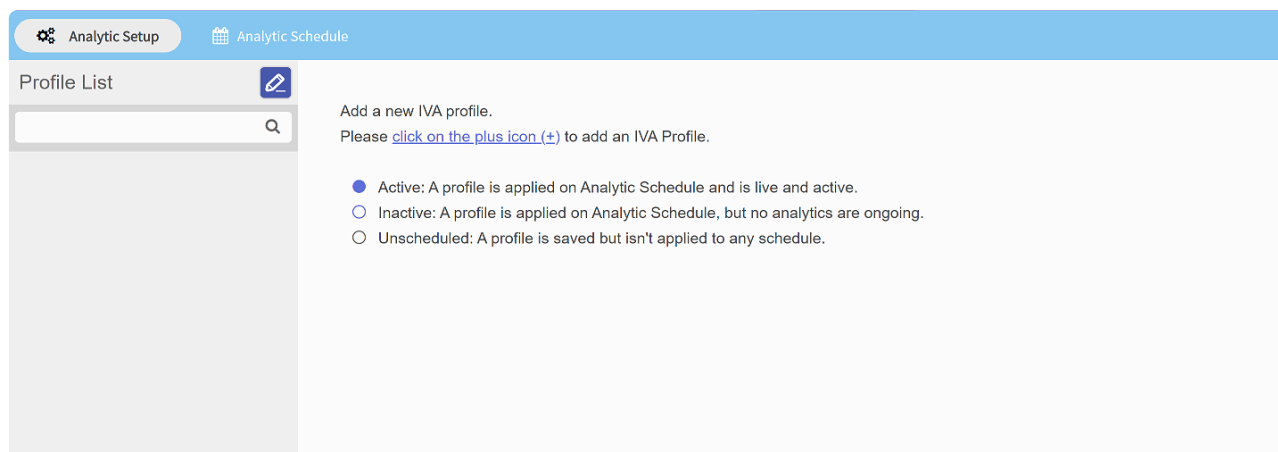 Analytic Setup
Analytic Schedule
Profile List
Add a new IVA profile.
Please click on the plus icon (+) to add an IVA Profile.
Active: A profile is applied on Analytic Schedule and is live and active.
Inactive: A profile is applied on Analytic Schedule, but no analytics are ongoing.
Unscheduled: A profile is saved but isn't applied to any schedule.